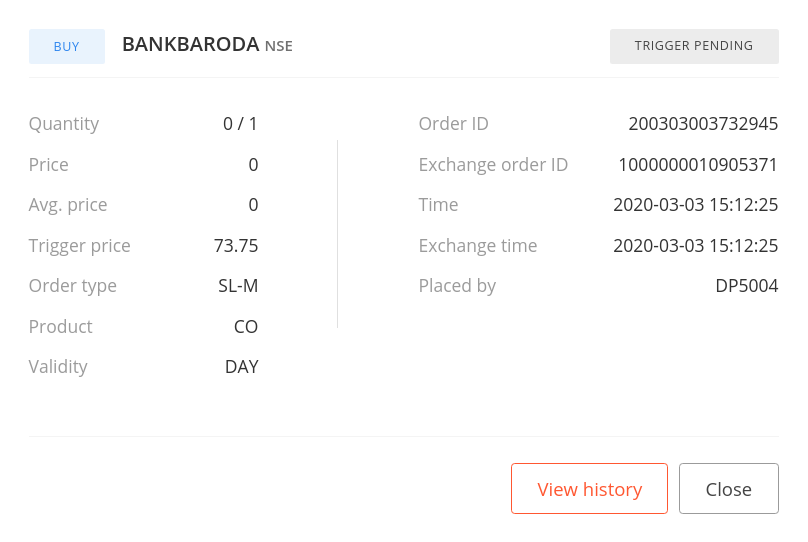 BUY BANKBARODA NSE TRIGGER PENDING
Quantity 0 / 1
Price 0
Avg. price 0
Trigger price 73.75
Order type SL-M
Product CO
Validity DAY
Order ID 200303003732945
Exchange order ID 1000000010905371
Time 2020-03-03 15:12:25
Exchange time 2020-03-03 15:12:25
Placed by DP5004
View history Close